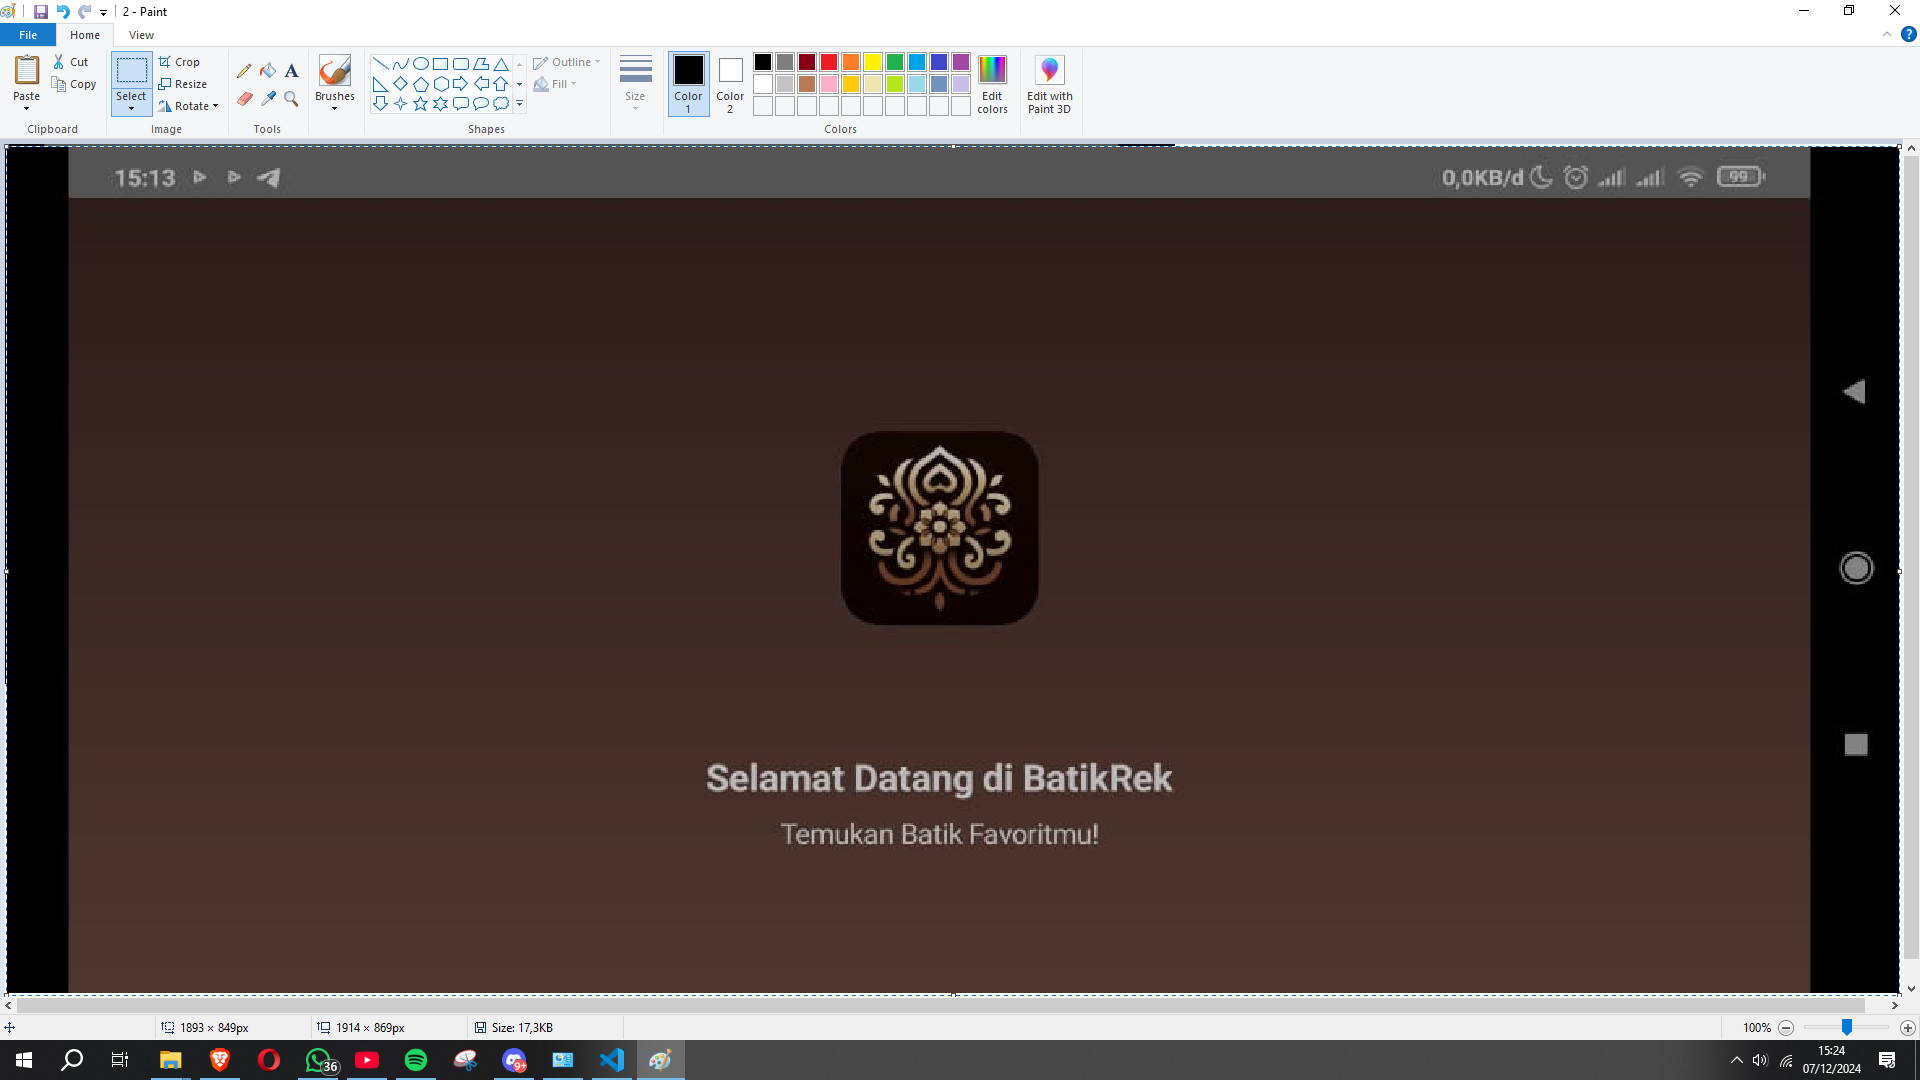 2 - Paint
File
Home
View
Paste
Cut
Copy
Clipboard
Select
Crop
Resize
Rotate
Image
A
Tools
Brushes
Shapes
Outline
Fill
Size
Color 1
Color 2
Colors
Edit colors
Edit with Paint 3D
15:13
0,0KB/d
99
Selamat Datang di BatikRek
Temukan Batik Favoritmu!
1893 × 849px
1914 × 869px
Size: 17,3KB
100%
36
9+
15:24
07/12/2024